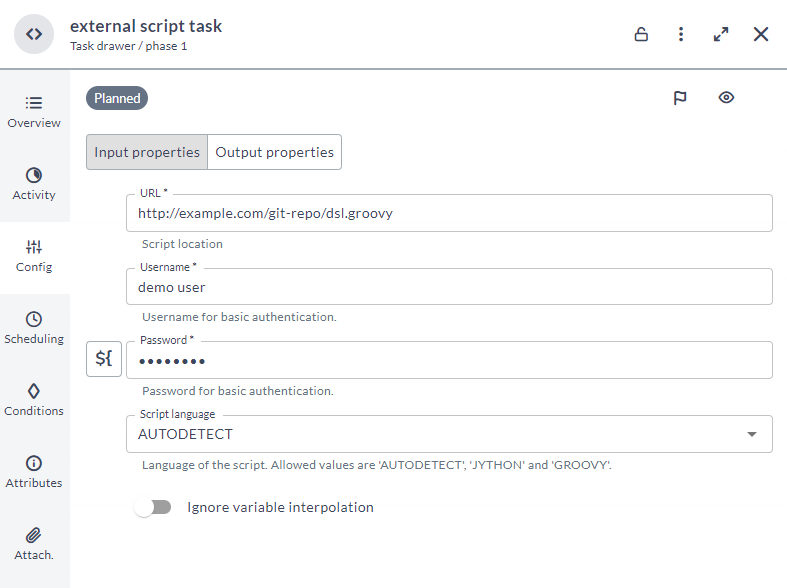 external script task
Task drawer / phase 1
Planned
Overview
Activity
Config
Scheduling
Conditions
Attributes
Attach.
Input properties
Output properties
URL *
http://example.com/git-repo/dsl.groovy
Script location
Username *
demo user
Username for basic authentication.
Password *
${
••••••••
Password for basic authentication.
Script language
AUTODETECT
Language of the script. Allowed values are 'AUTODETECT', 'JYTHON' and 'GROOVY'.
Ignore variable interpolation